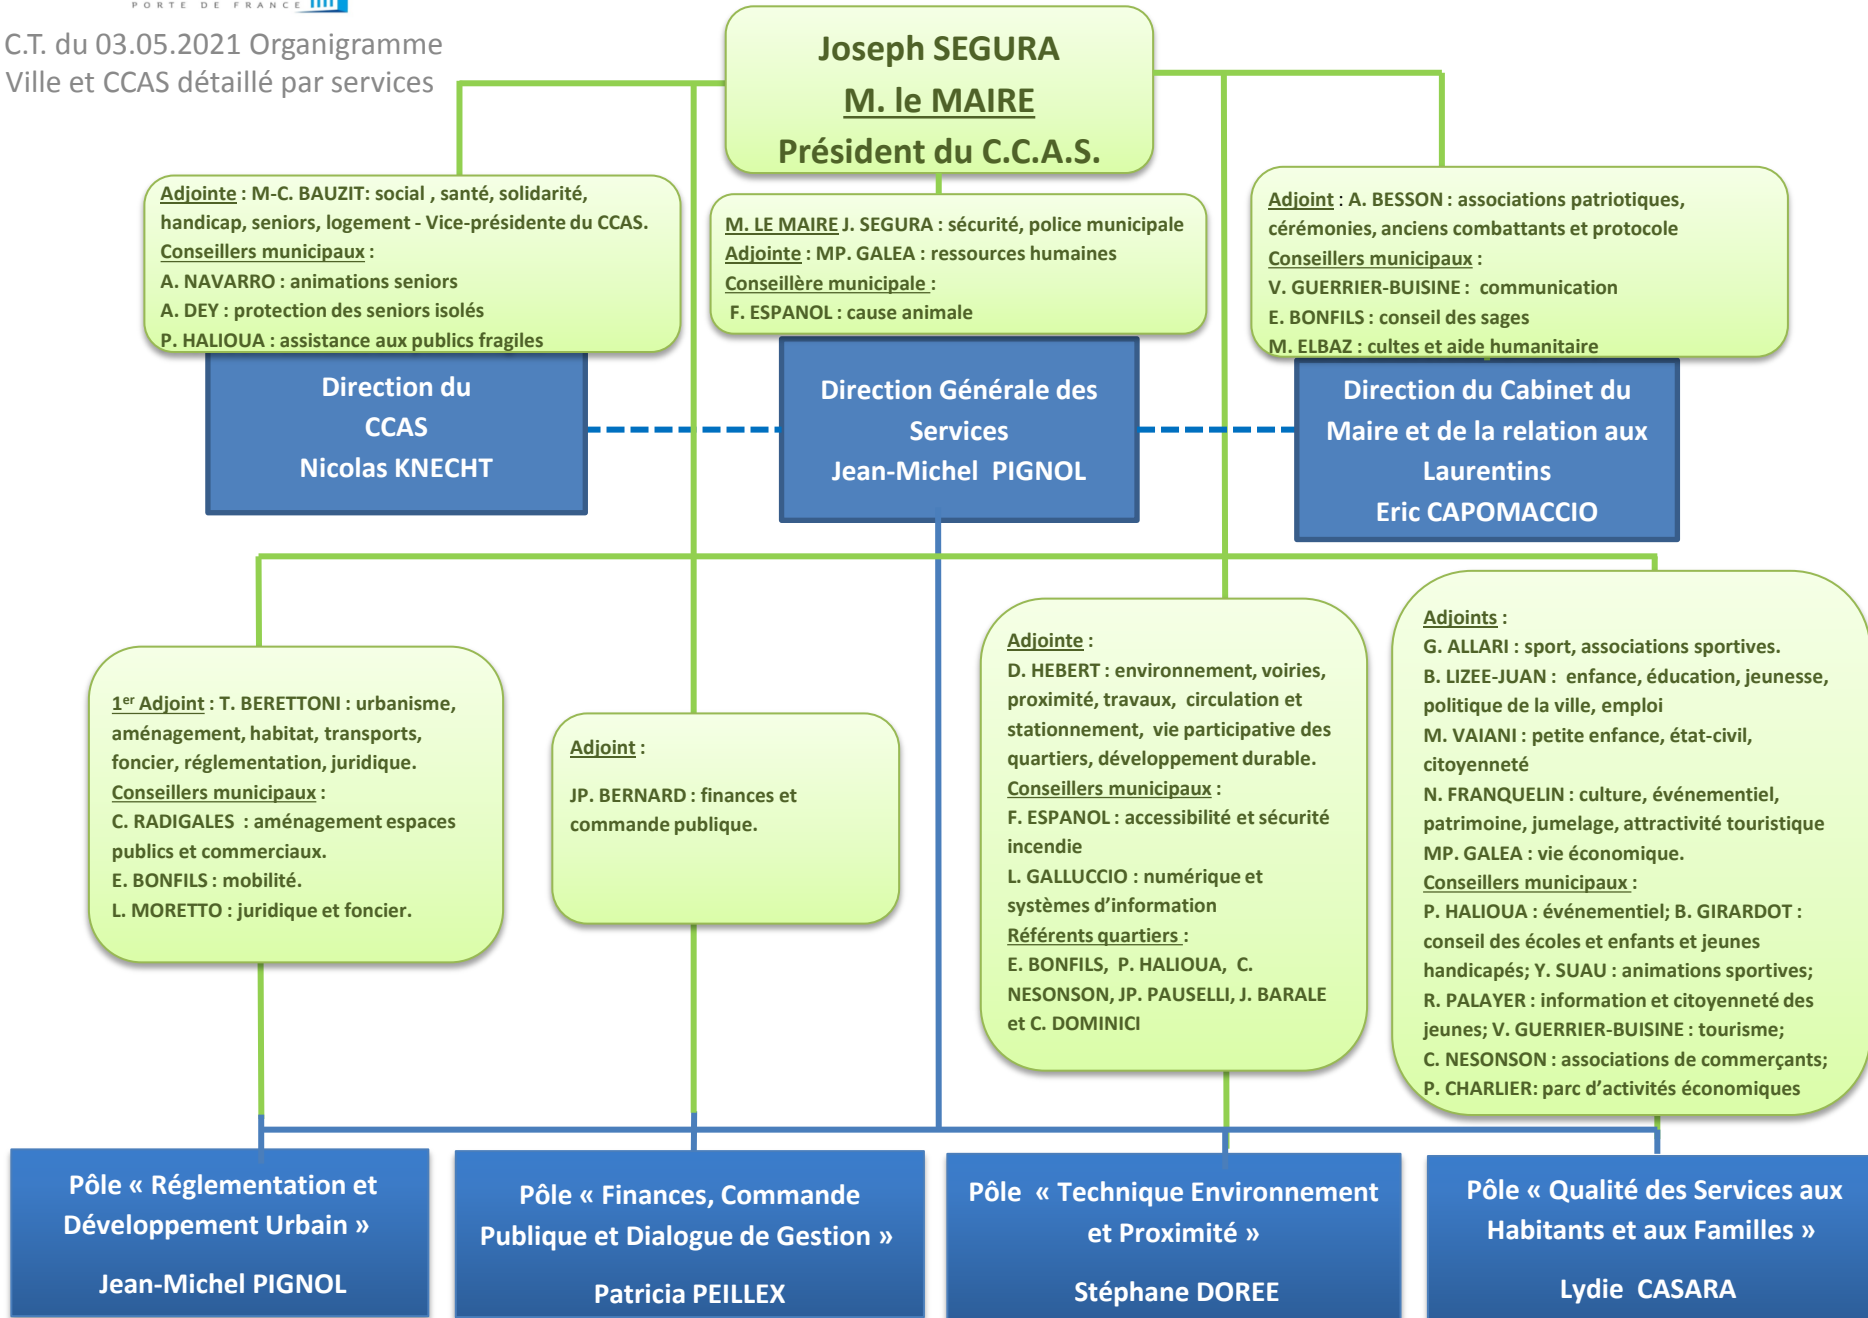 PORTE DE FRANCE
C.T. du 03.05.2021 Organigramme
Ville et CCAS détaillé par services
Joseph SEGURA
M. le MAIRE
Président du C.C.A.S.
Adjointe : M-C. BAUZIT: social , santé, solidarité,
handicap, seniors, logement - Vice-présidente du CCAS.
Conseillers municipaux :
A. NAVARRO : animations seniors
A. DEY : protection des seniors isolés
P. HALIOUA : assistance aux publics fragiles
M. LE MAIRE J. SEGURA : sécurité, police municipale
Adjointe : MP. GALEA : ressources humaines
Conseillère municipale :
F. ESPANOL : cause animale
Adjoint : A. BESSON : associations patriotiques,
cérémonies, anciens combattants et protocole
Conseillers municipaux :
V. GUERRIER-BUISINE : communication
E. BONFILS : conseil des sages
M. ELBAZ : cultes et aide humanitaire
Direction du
CCAS
Nicolas KNECHT
Direction Générale des
Services
Jean-Michel PIGNOL
Direction du Cabinet du
Maire et de la relation aux
Laurentins
Eric CAPOMACCIO
1er Adjoint : T. BERETTONI : urbanisme,
aménagement, habitat, transports,
foncier, réglementation, juridique.
Conseillers municipaux :
C. RADIGALES : aménagement espaces
publics et commerciaux.
E. BONFILS : mobilité.
L. MORETTO : juridique et foncier.
Adjoint :
JP. BERNARD : finances et
commande publique.
Adjointe :
D. HEBERT : environnement, voiries,
proximité, travaux, circulation et
stationnement, vie participative des
quartiers, développement durable.
Conseillers municipaux :
F. ESPANOL : accessibilité et sécurité
incendie
L. GALLUCCIO : numérique et
systèmes d'information
Référents quartiers :
E. BONFILS, P. HALIOUA, C.
NESONSON, JP. PAUSELLI, J. BARALE
et C. DOMINICI
Adjoints :
G. ALLARI : sport, associations sportives.
B. LIZEE-JUAN : enfance, éducation, jeunesse,
politique de la ville, emploi
M. VAIANI : petite enfance, état-civil,
citoyenneté
N. FRANQUELIN : culture, événementiel,
patrimoine, jumelage, attractivité touristique
MP. GALEA : vie économique.
Conseillers municipaux :
P. HALIOUA : événementiel; B. GIRARDOT :
conseil des écoles et enfants et jeunes
handicapés; Y. SUAU : animations sportives;
R. PALAYER : information et citoyenneté des
jeunes; V. GUERRIER-BUISINE : tourisme;
C. NESONSON : associations de commerçants;
P. CHARLIER: parc d'activités économiques
Pôle « Réglementation et
Développement Urbain »
Jean-Michel PIGNOL
Pôle « Finances, Commande
Publique et Dialogue de Gestion »
Patricia PEILLEX
Pôle « Technique Environnement
et Proximité »
Stéphane DOREE
Pôle « Qualité des Services aux
Habitants et aux Familles »
Lydie CASARA